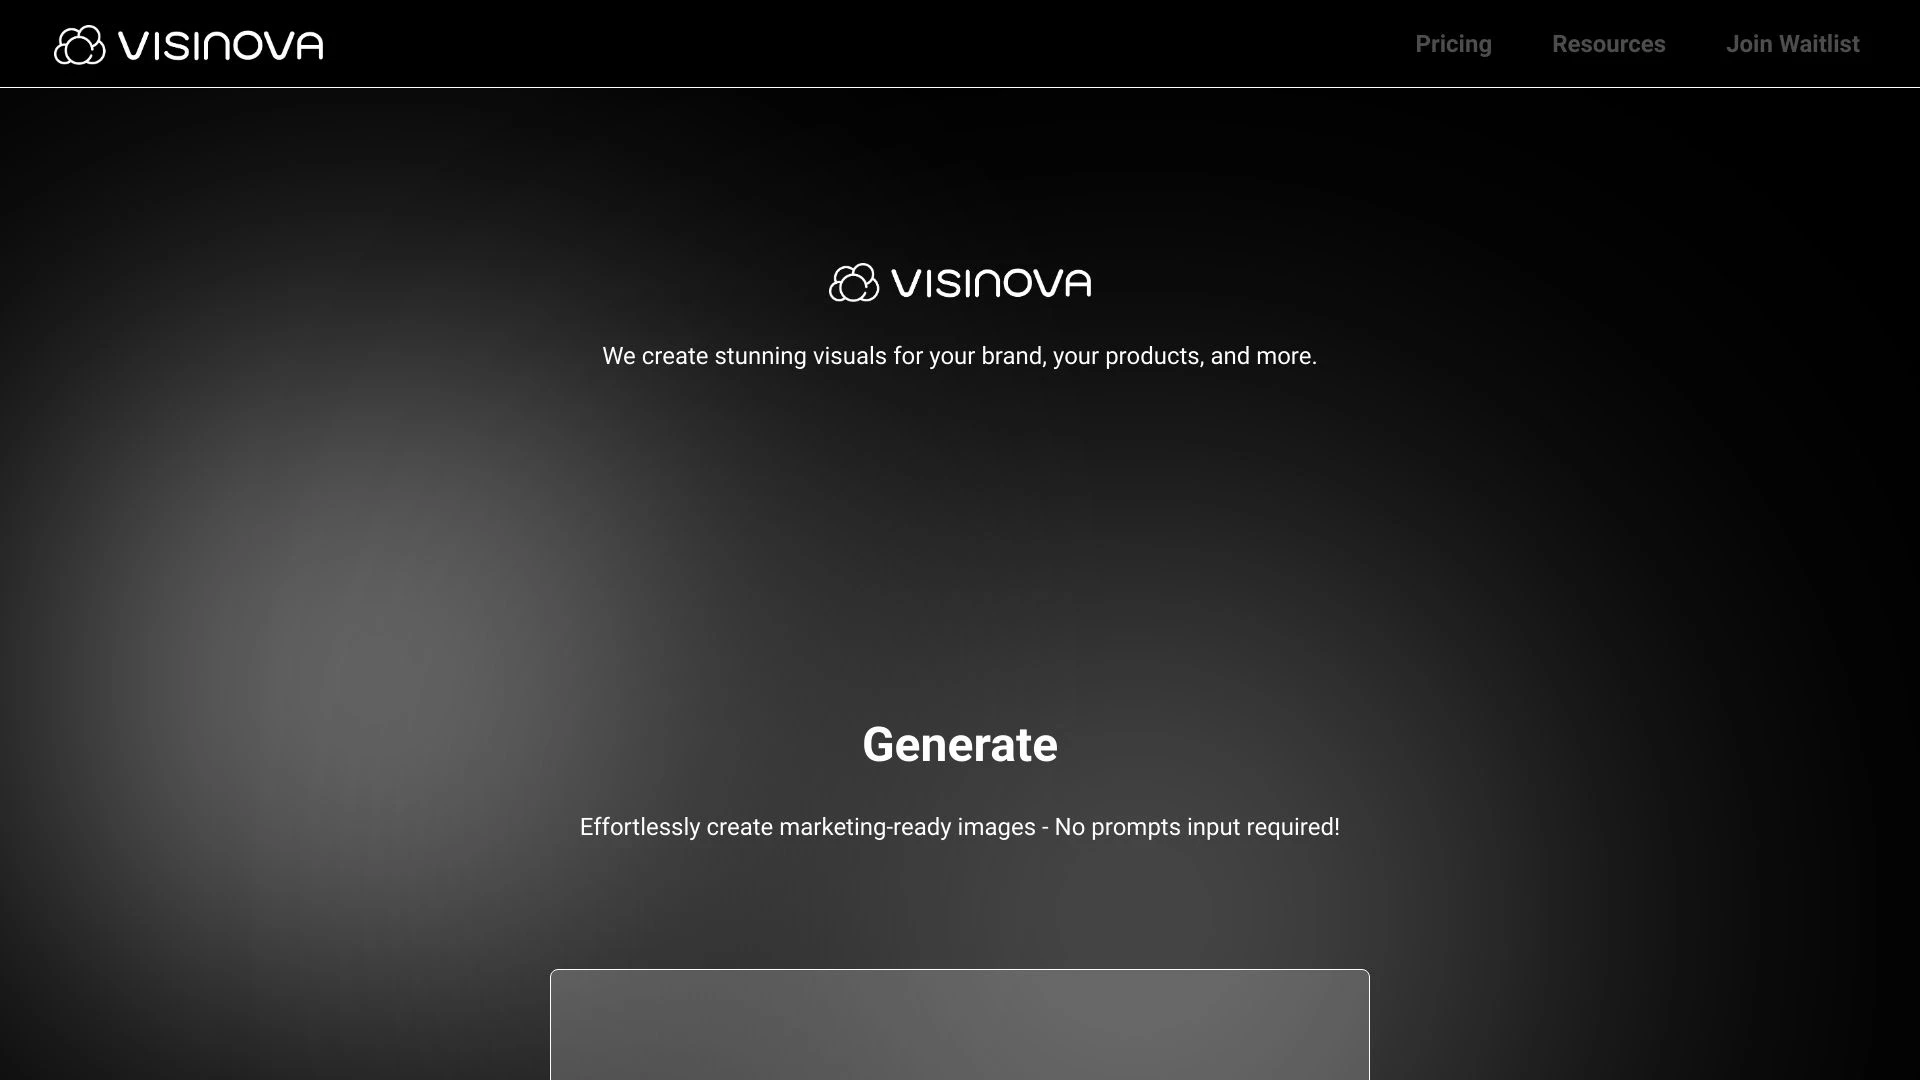 VISINOVA
Pricing
Resources
Join Waitlist
VISINOVA
We create stunning visuals for your brand, your products, and more.
Generate
Effortlessly create marketing-ready images - No prompts input required!